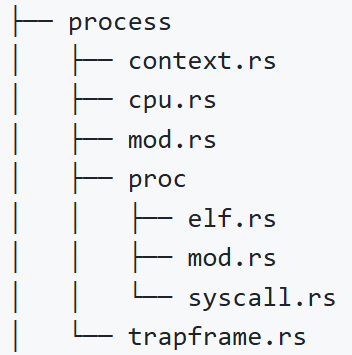 ├── process
│   ├── context.rs
│   ├── cpu.rs
│   ├── mod.rs
│   ├── proc
│   │   ├── elf.rs
│   │   ├── mod.rs
│   │   └── syscall.rs
│   └── trapframe.rs